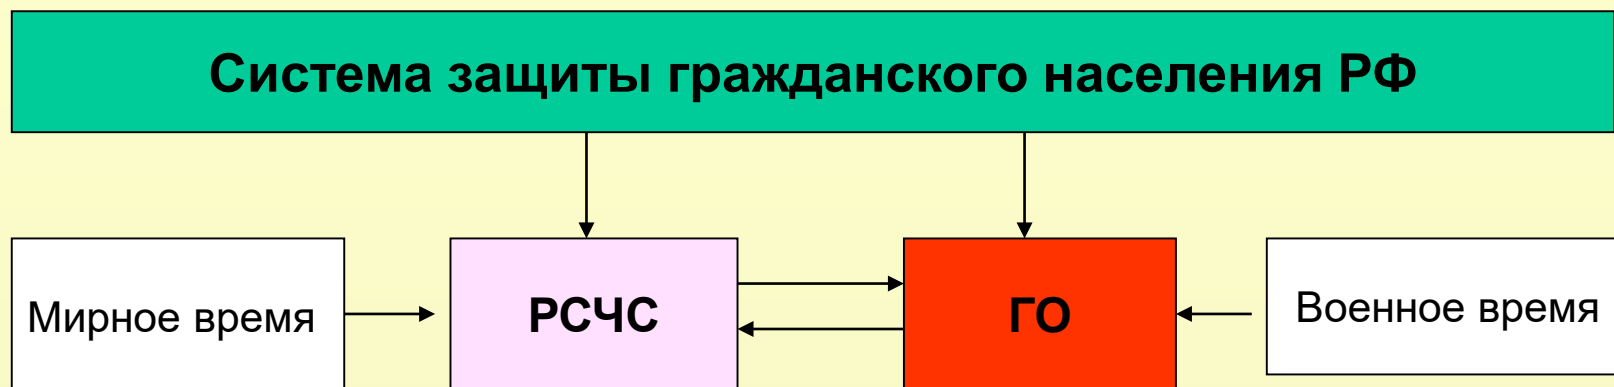 Система защиты гражданского населения РФ
Мирное время
РСЧС
ГО
Военное время